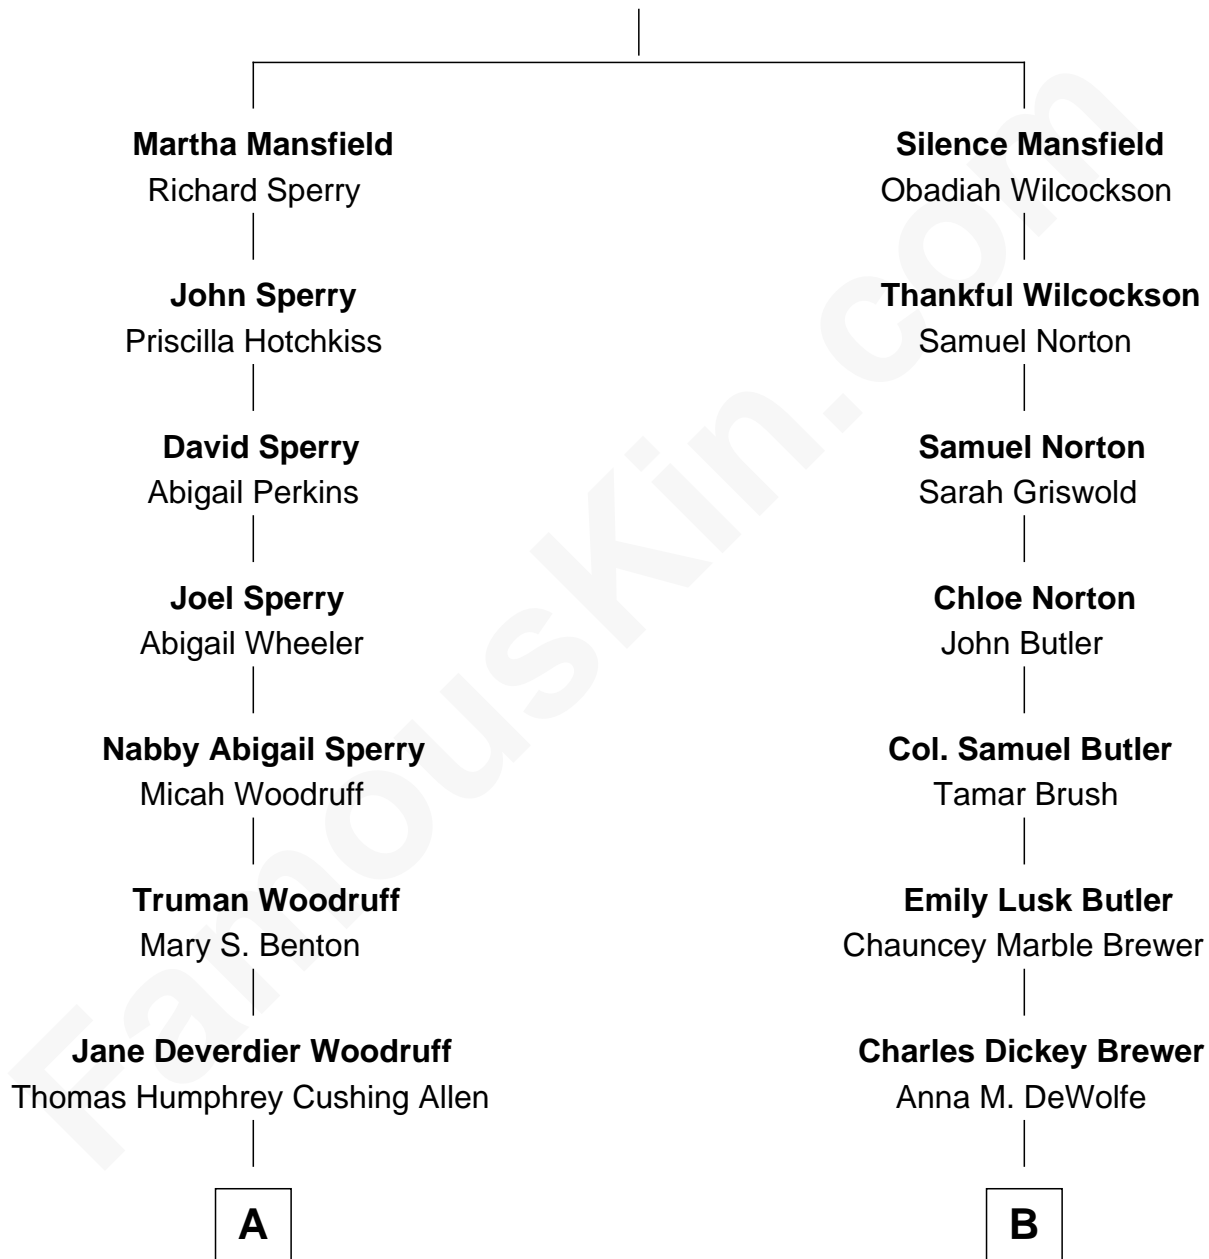 Martha Mansfield
Richard Sperry
John Sperry
Priscilla Hotchkiss
David Sperry
Abigail Perkins
Joel Sperry
Abigail Wheeler
Nabby Abigail Sperry
Micah Woodruff
Truman Woodruff
Mary S. Benton
Jane Deverdier Woodruff
Thomas Humphrey Cushing Allen
A
Silence Mansfield
Obadiah Wilcockson
Thankful Wilcockson
Samuel Norton
Samuel Norton
Sarah Griswold
Chloe Norton
John Butler
Col. Samuel Butler
Tamar Brush
Emily Lusk Butler
Chauncey Marble Brewer
Charles Dickey Brewer
Anna M. DeWolfe
B
FamousKin.com